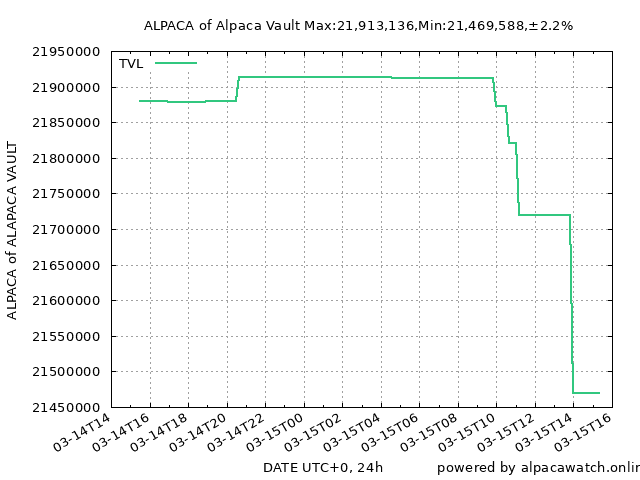 ALPACA of Alpaca Vault Max:21,913,136,Min:21,469,588,±2.2%
TVL
21950000
21900000
21850000
21800000
21750000
21700000
21650000
21600000
21550000
21500000
21450000
ALPACA of ALAPACA VAULT
03-14T14
03-14T16
03-14T18
03-14T20
03-14T22
03-15T00
03-15T02
03-15T04
03-15T06
03-15T08
03-15T10
03-15T12
03-15T14
03-15T16
DATE UTC+0, 24h
powered by alpacawatch.onlin